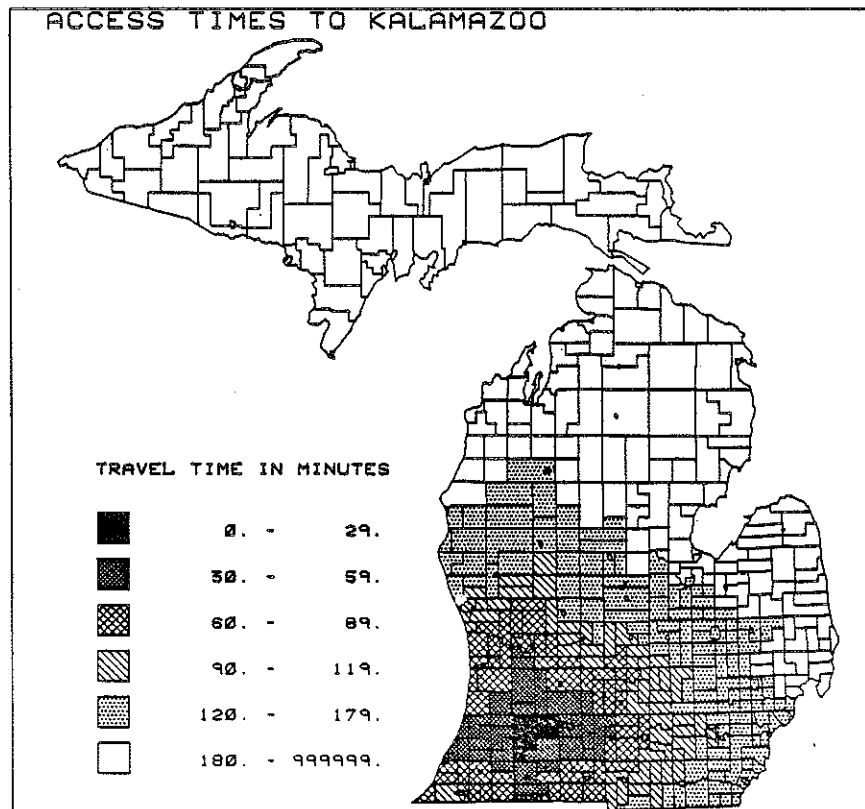 ACCESS TIMES TO KALAMAZOO
TRAVEL TIME IN MINUTES
0. - 29.
30. - 59.
60. - 89.
90. - 119.
120. - 179.
180. - 999999.